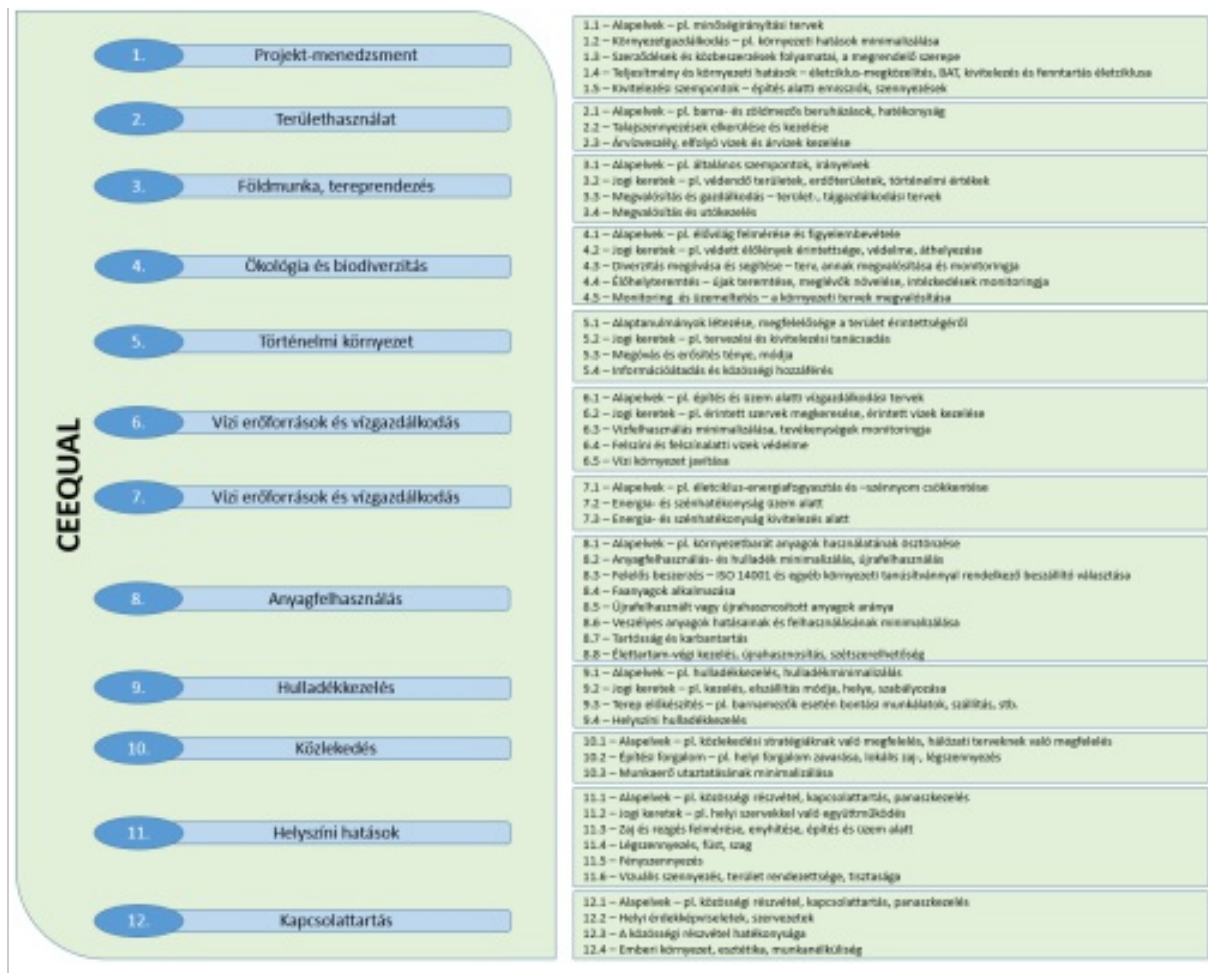 CEEQUAL
1. Projekt-menedzsment
1.1 – Alapelvek – pl. minőségirányítási tervek
1.2 – Környezetgazdálkodás – pl. környezeti hatások minimalizálása
1.3 – Szerződések és közbeszerzések folyamatai, a megrendelő szerepe
1.4 – Teljesítmény és környezeti hatások – életciklus-megközelítés, BAT, kivitelezés és fenntartás életciklusa
1.5 – Kivitelezési szempontok – építés alatti emissziók, szennyezések
2. Területhasználat
2.1 – Alapelvek – pl. barna- és zöldmezős beruházások, hatékonyság
2.2 – Talajszennyezések elkerülése és kezelése
2.3 – Árvízveszély, elfolyó vizek és árvizek kezelése
3. Földmunka, tereprendezés
3.1 – Alapelvek – pl. általános szempontok, irányelvek
3.2 – Jogi keretek – pl. védendő területek, erdőterületek, történelmi értékek
3.3 – Megvalósítás és gazdálkodás – terület-, tájgazdálkodási tervek
3.4 – Megvalósítás és utókezelés
4. Ökológia és biodiverzitás
4.1 – Alapelvek – pl. élővilág felmérése és figyelembevétele
4.2 – Jogi keretek – pl. védett élőlények érintettsége, védelme, áthelyezése
4.3 – Diverzitás megóvása és segítése – terv, annak megvalósítása és monitoringja
4.4 – Élőhelyteremtés – újak teremtése, meglévők növelése, intézkedések monitoringja
4.5 – Monitoring és üzemeltetés – a környezeti tervek megvalósítása
5. Történelmi környezet
5.1 – Alaptanulmányok létezése, megfelelősége a terület érintettségéről
5.2 – Jogi keretek – pl. tervezési és kivitelezési tanácsadás
5.3 – Megóvás és erősítés ténye, módja
5.4 – Információátadás és közösségi hozzáférés
6. Vízi erőforrások és vízgazdálkodás
6.1 – Alapelvek – pl. építés és üzem alatti vízgazdálkodási tervek
6.2 – Jogi keretek – pl. érintett szervek megkeresése, érintett vizek kezelése
6.3 – Vízfelhasználás minimalizálása, tevékenységek monitoringja
6.4 – Felszíni és felszínalatti vizek védelme
6.5 – Vízi környezet javítása
7. Vízi erőforrások és vízgazdálkodás
7.1 – Alapelvek – pl. életciklus-energiafogyasztás és –szénnyom csökkentése
7.2 – Energia- és szénhatékonyság üzem alatt
7.3 – Energia- és szénhatékonyság kivitelezés alatt
8. Anyagfelhasználás
8.1 – Alapelvek – pl. környezetbarát anyagok használatának ösztönzése
8.2 – Anyagfelhasználás- és hulladék minimalizálás, újrafelhasználás
8.3 – Felelős beszerzés – ISO 14001 és egyéb környezeti tanúsítvánnyal rendelkező beszállító választása
8.4 – Faanyagok alkalmazása
8.5 – Újrafelhasznált vagy újrahasznosított anyagok aránya
8.6 – Veszélyes anyagok hatásainak és felhasználásának minimalizálása
8.7 – Tartósság és karbantartás
8.8 – Élettartam-végi kezelés, újrahasznosítás, szétszerelhetőség
9. Hulladékkezelés
9.1 – Alapelvek – pl. hulladékkezelés, hulladékminimalizálás
9.2 – Jogi keretek – pl. kezelés, elszállítás módja, helye, szabályozása
9.3 – Terep előkészítés – pl. barnamezők esetén bontási munkálatok, szállítás, stb.
9.4 – Helyszíni hulladékkezelés
10. Közlekedés
10.1 – Alapelvek – pl. közlekedési stratégiáknak való megfelelés, hálózati terveknek való megfelelés
10.2 – Építési forgalom – pl. helyi forgalom zavarása, lokális zaj-, légszennyezés
10.3 – Munkaerő utaztatásának minimalizálása
11. Helyszíni hatások
11.1 – Alapelvek – pl. közösségi részvétel, kapcsolattartás, panaszkezelés
11.2 – Jogi keretek – pl. helyi szervekkel való együttműködés
11.3 – Zaj és rezgés felmérése, enyhítése, építés és üzem alatt
11.4 – Légszennyezés, füst, szag
11.5 – Fényszennyezés
11.6 – Vizuális szennyezés, terület rendezettsége, tisztasága
12. Kapcsolattartás
12.1 – Alapelvek – pl. közösségi részvétel, kapcsolattartás, panaszkezelés
12.2 – Helyi érdekképviseletek, szervezetek
12.3 – A közösségi részvétel hatékonysága
12.4 – Emberi környezet, esztétika, munkanélküliség